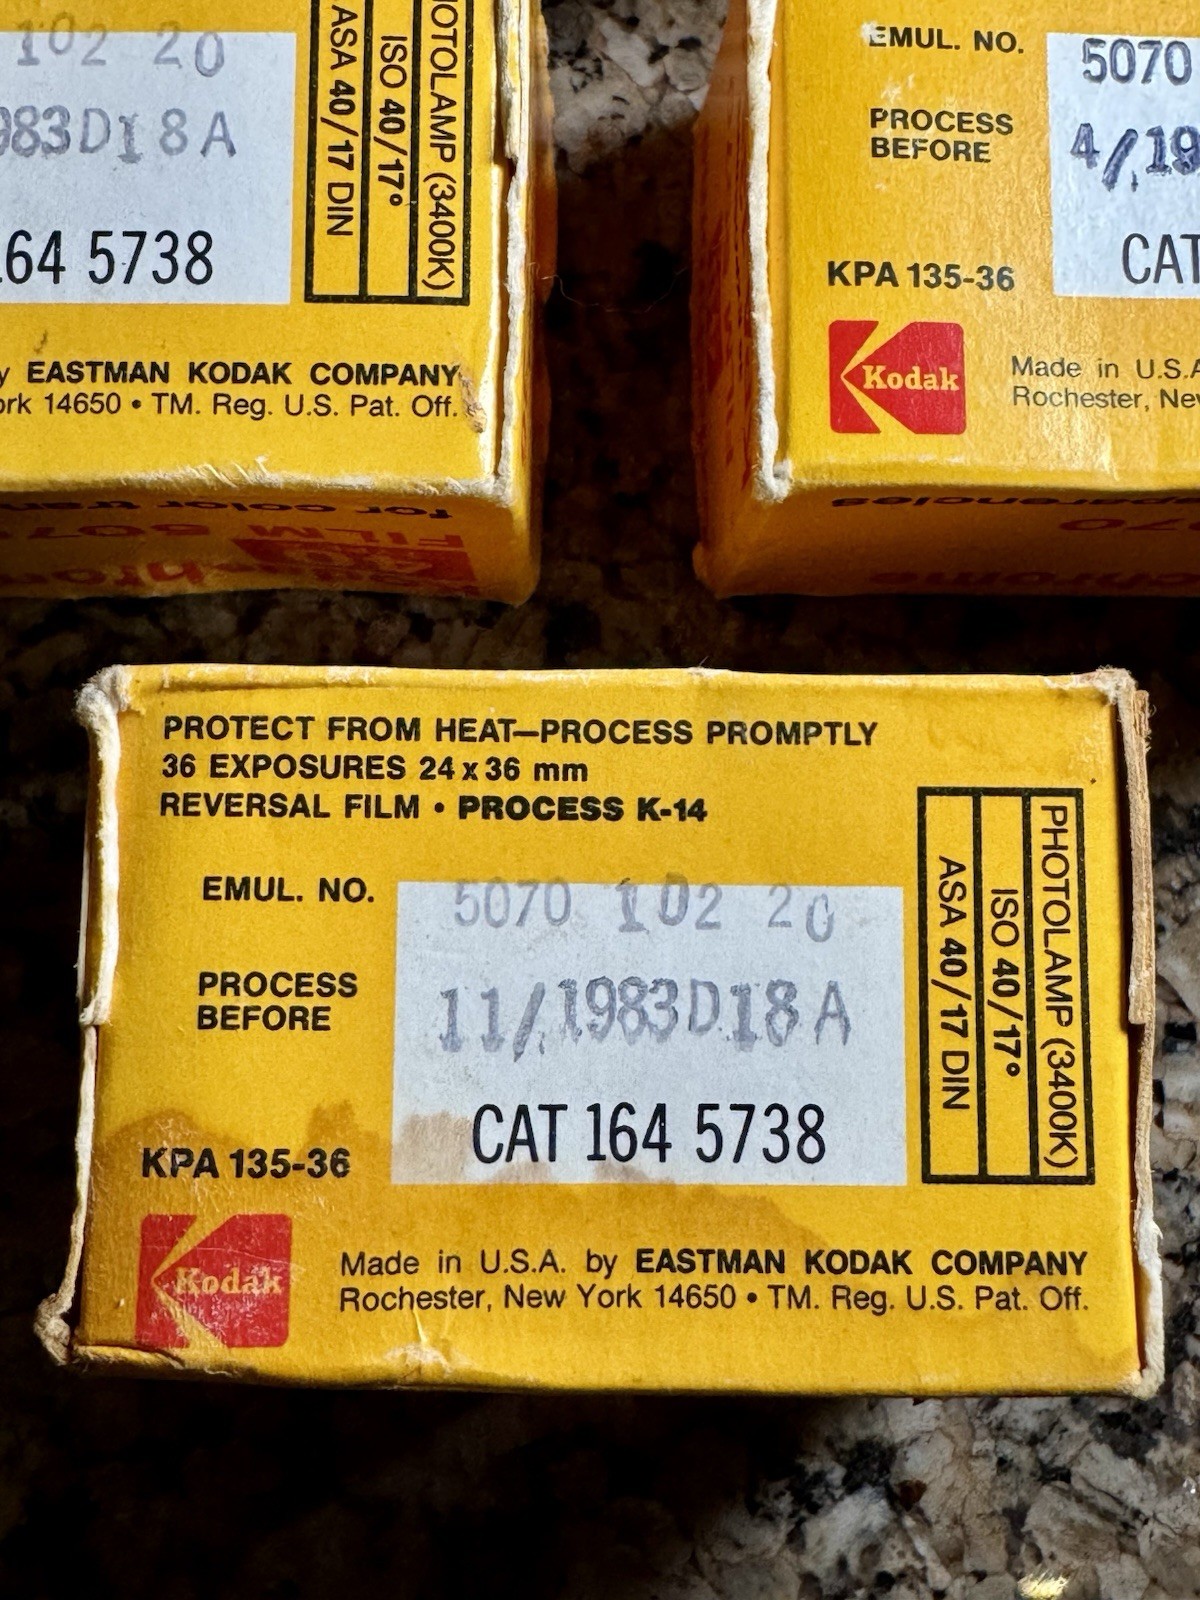 102 20
983D18A
164 5738
ASA 40/17 DIN
ISO 40/17°
PHOTOLAMP (3400K)
EASTMAN KODAK COMPANY
14650 • TM. Reg. U.S. Pat. Off.
for color
FILM
EMUL. NO. 5070
PROCESS
BEFORE
4/19
CAT
KPA 135-36
Kodak
Made in U.S.A
Rochester,
PROTECT FROM HEAT—PROCESS PROMPTLY
36 EXPOSURES 24 x 36 mm
REVERSAL FILM • PROCESS K-14
EMUL. NO. 5070 102 20
PROCESS
BEFORE
11/1983D18A
CAT 164 5738
KPA 135-36
ASA 40/17 DIN
ISO 40/17°
PHOTOLAMP (3400K)
Kodak
Made in U.S.A. by EASTMAN KODAK COMPANY
Rochester, New York 14650 • TM. Reg. U.S. Pat. Off.